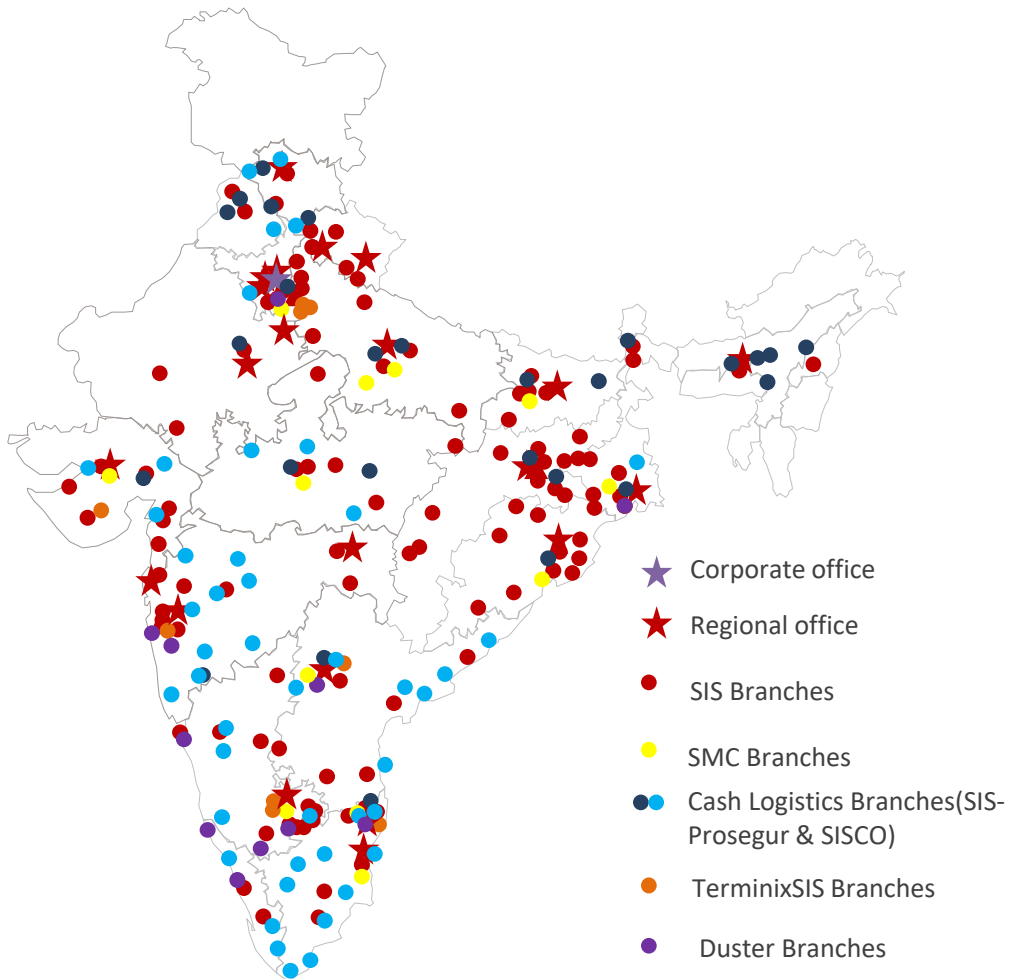 Corporate office
Regional office
SIS Branches
SMC Branches
Cash Logistics Branches(SIS-
Prosegur & SISCO)
TerminixSIS Branches
Duster Branches